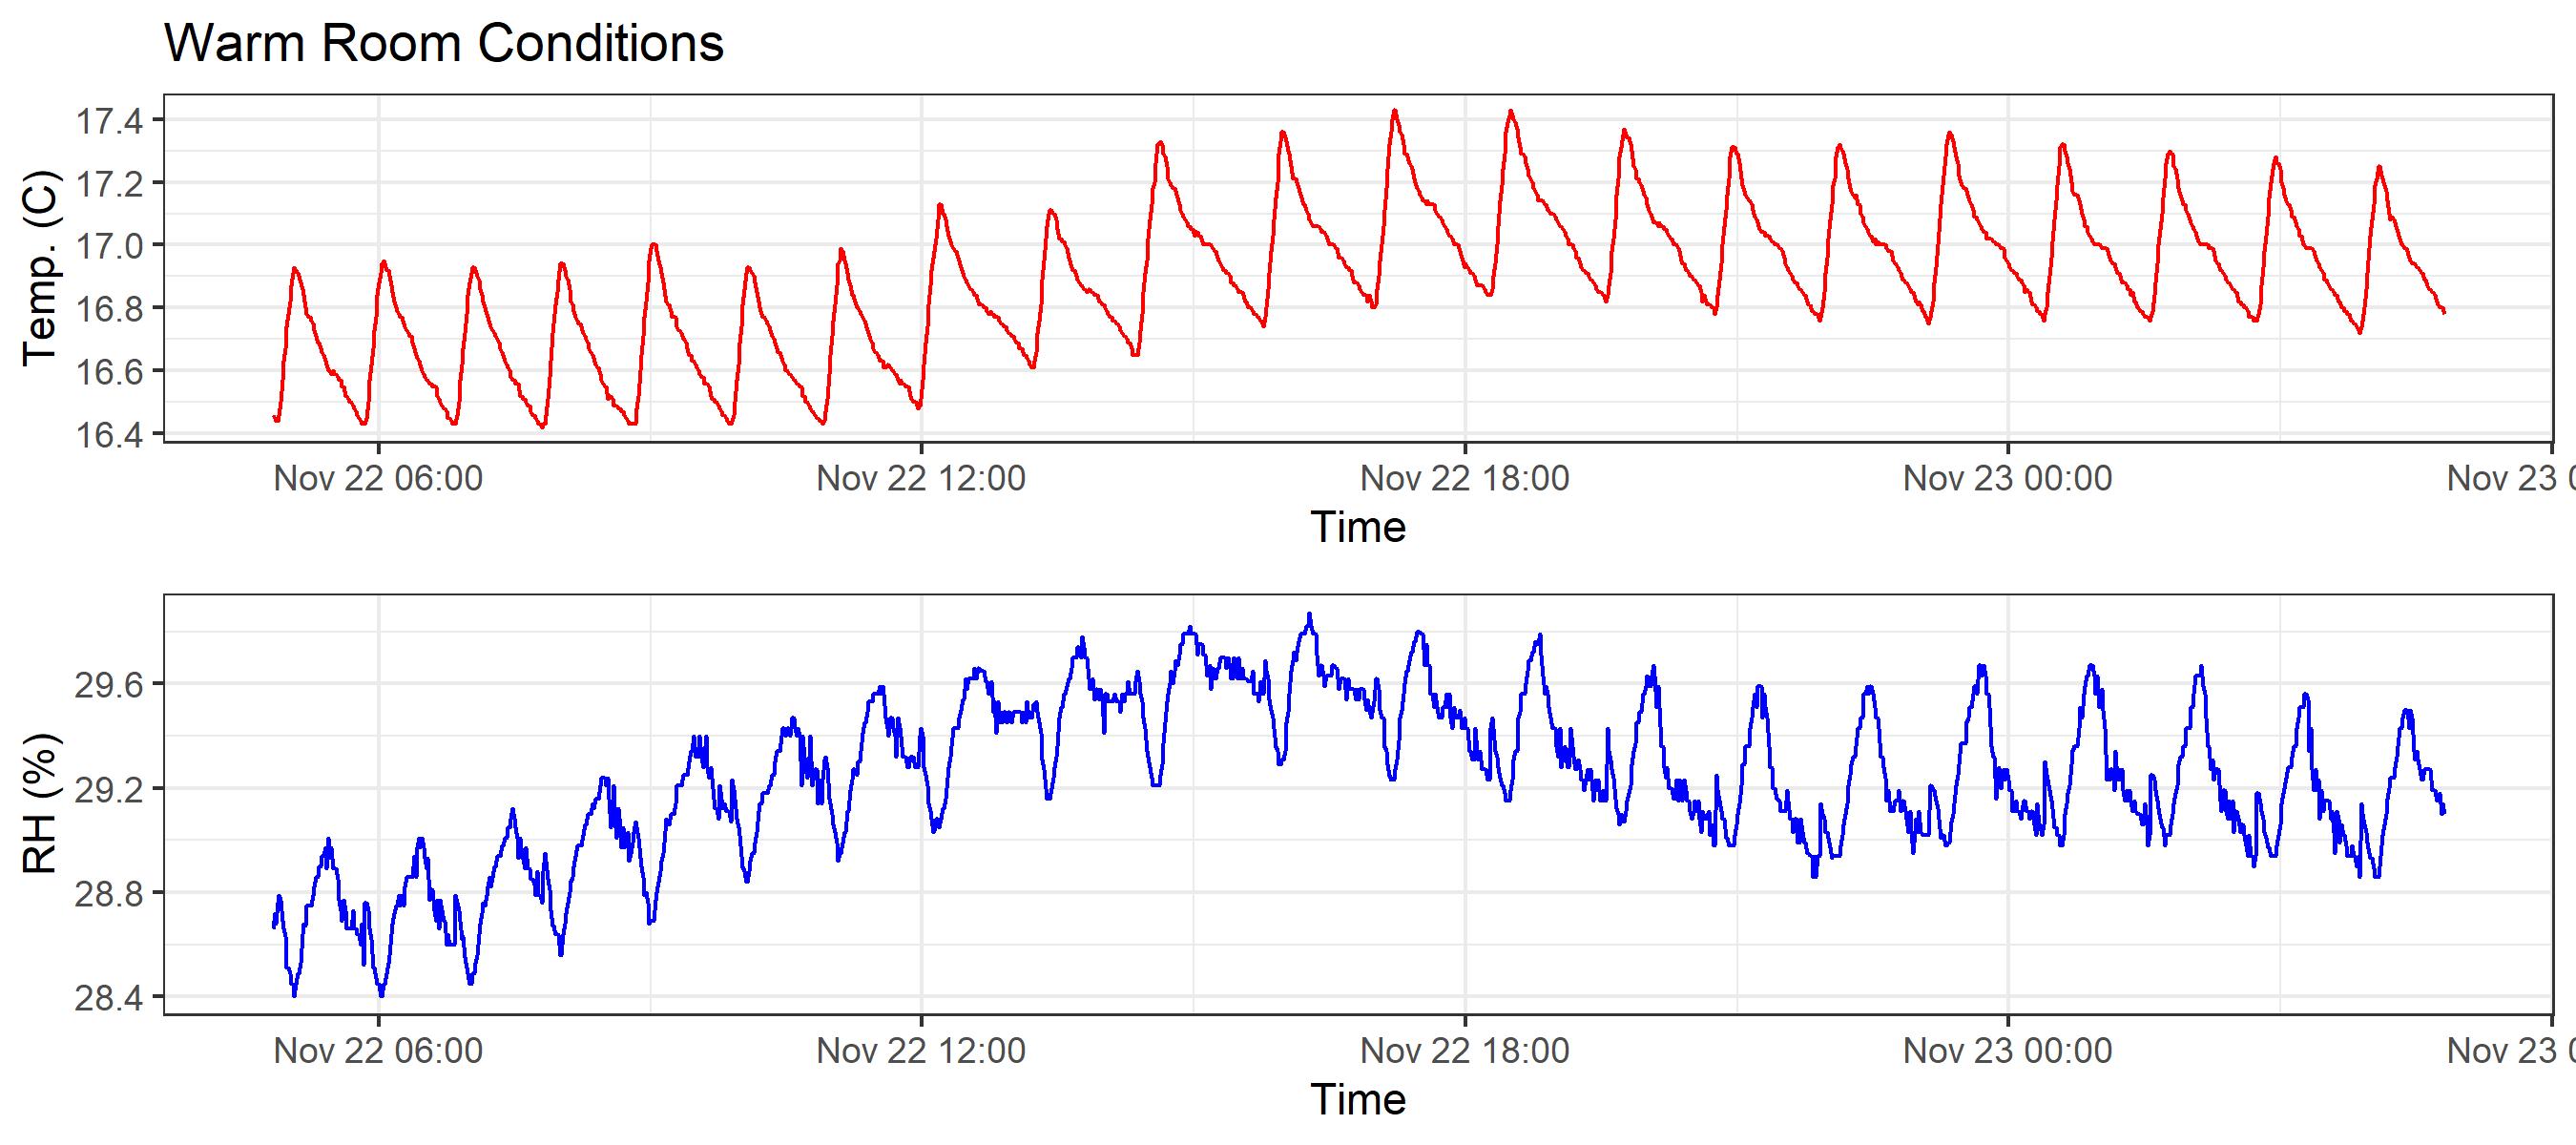 Warm Room Conditions
17.4
17.2
17.0
16.8
16.6
16.4
Temp. (C)
Nov 22 06:00 Nov 22 12:00 Nov 22 18:00 Nov 23 00:00 Nov 23 0
Time
29.6
29.2
28.8
28.4
RH (%)
Nov 22 06:00 Nov 22 12:00 Nov 22 18:00 Nov 23 00:00 Nov 23 0
Time